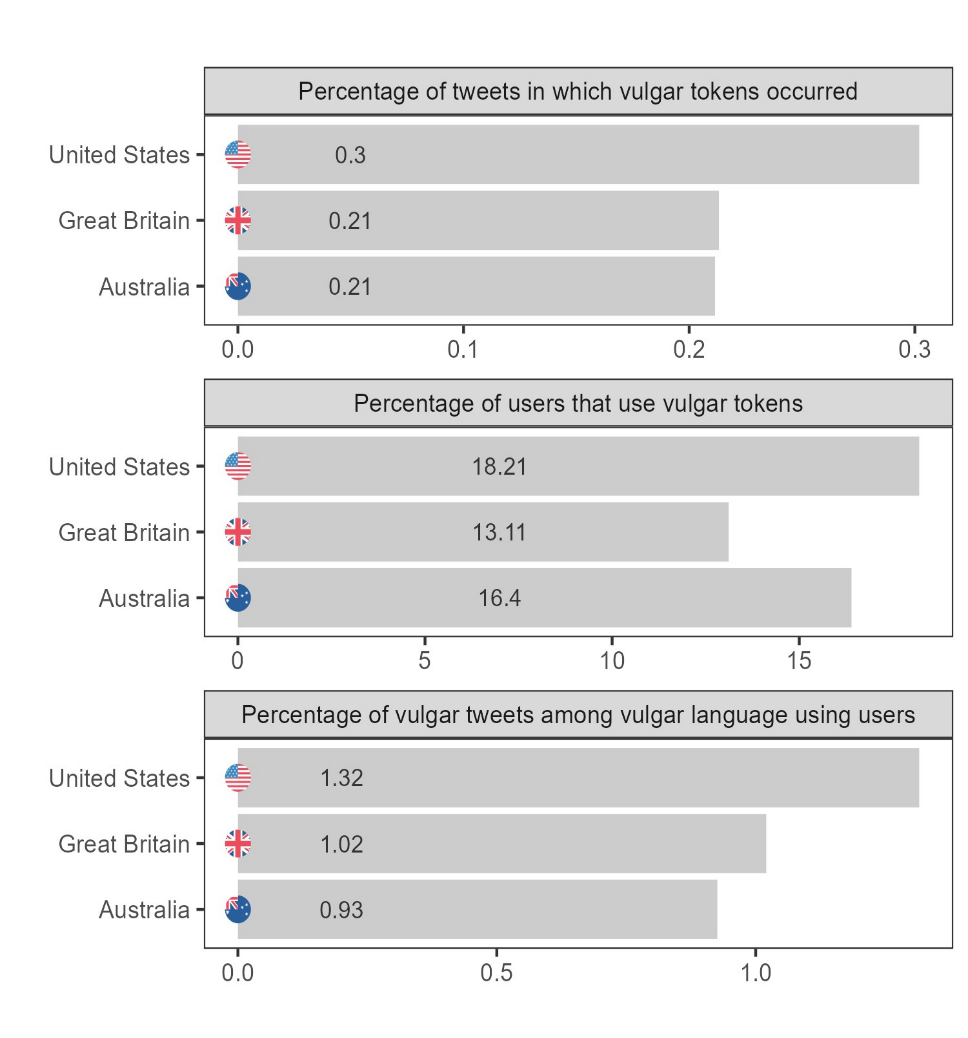 Percentage of tweets in which vulgar tokens occurred
United States 0.3
Great Britain 0.21
Australia 0.21
0.0 0.1 0.2 0.3
Percentage of users that use vulgar tokens
United States 18.21
Great Britain 13.11
Australia 16.4
0 5 10 15
Percentage of vulgar tweets among vulgar language using users
United States 1.32
Great Britain 1.02
Australia 0.93
0.0 0.5 1.0